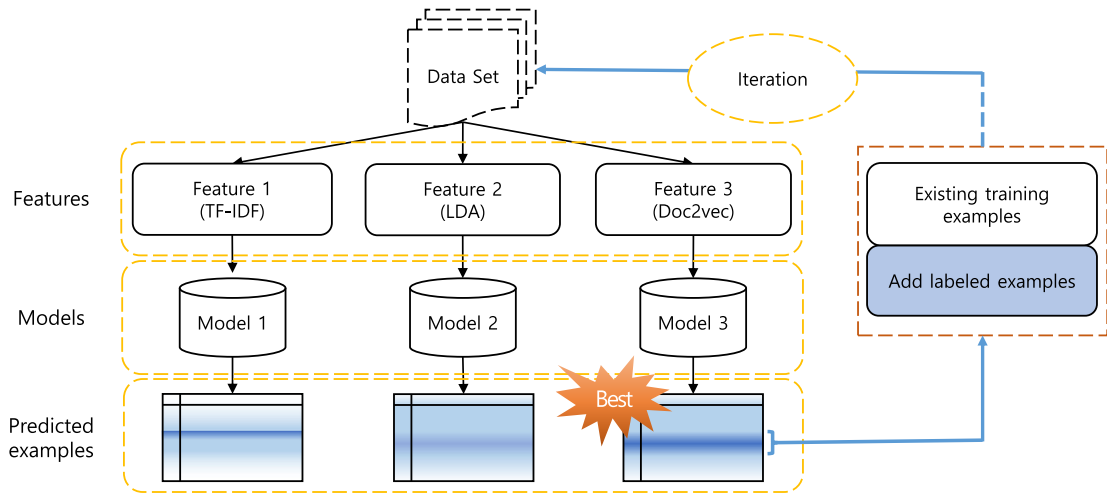 Data Set
Iteration
Features
Feature 1
(TF-IDF)
Feature 2
(LDA)
Feature 3
(Doc2vec)
Existing training
examples
Add labeled examples
Models
Model 1
Model 2
Model 3
Predicted
examples
Best